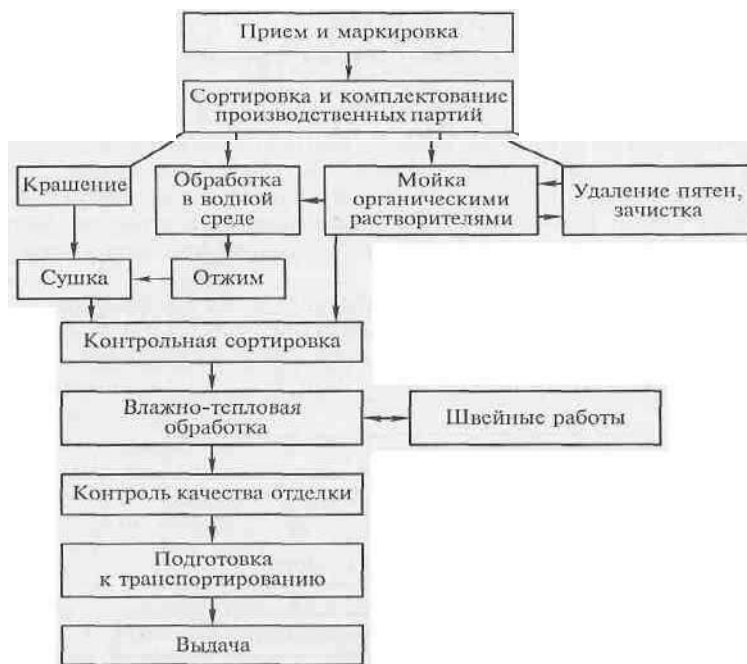 Прием и маркировка
Сортировка и комплектование
производственных партий
Крашение
Обработка
в водной
среде
Мойка
органическими
растворителями
Удаление пятен,
зачистка
Сушка
Отжим
Контрольная сортировка
Влажно-тепловая
обработка
Швейные работы
Контроль качества отделки
Подготовка
к транспортированию
Выдача